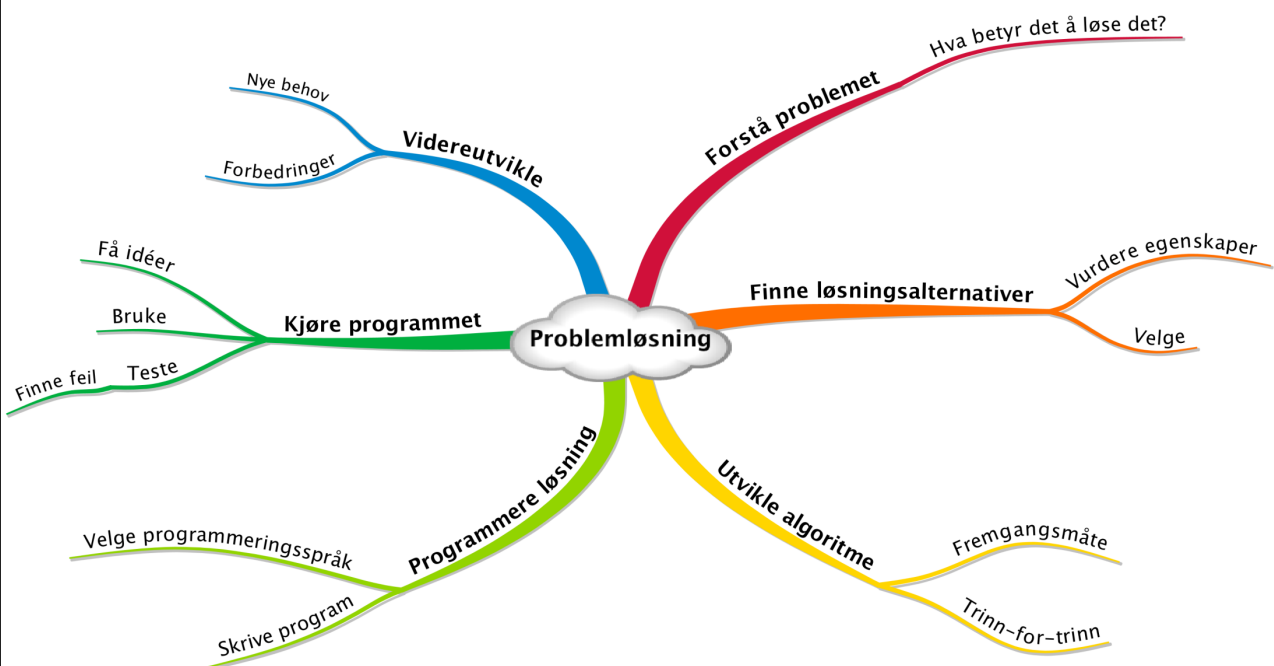 Problemløsning
Forstå problemet
Hva betyr det å løse det?
Finne løsningsalternativer
Vurdere egenskaper
Velge
Utvikle algoritme
Fremgangsmåte
Trinn-for-trinn
Programmere løsning
Velge programmeringsspråk
Skrive program
Kjøre programmet
Få idéer
Bruke
Teste
Finne feil
Videreutvikle
Nye behov
Forbedringer